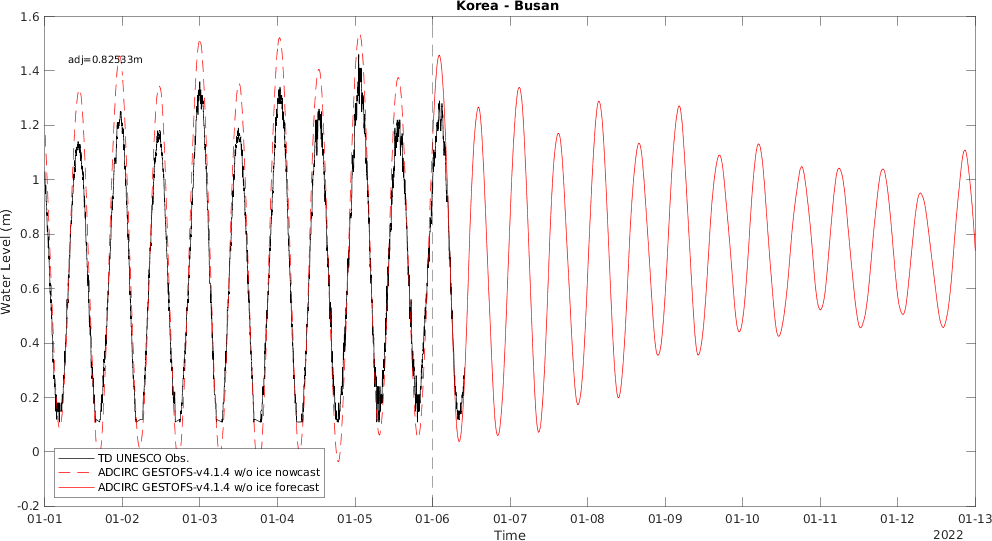 Korea - Busan
1.6
1.4
1.2
1
0.8
0.6
0.4
0.2
0
-0.2
Water Level (m)
adj=0.82533m
TD UNESCO Obs.
ADCIRC GESTOFS-v4.1.4 w/o ice nowcast
ADCIRC GESTOFS-v4.1.4 w/o ice forecast
01-01 01-02 01-03 01-04 01-05 01-06 01-07 01-08 01-09 01-10 01-11 01-12 01-13
Time
2022